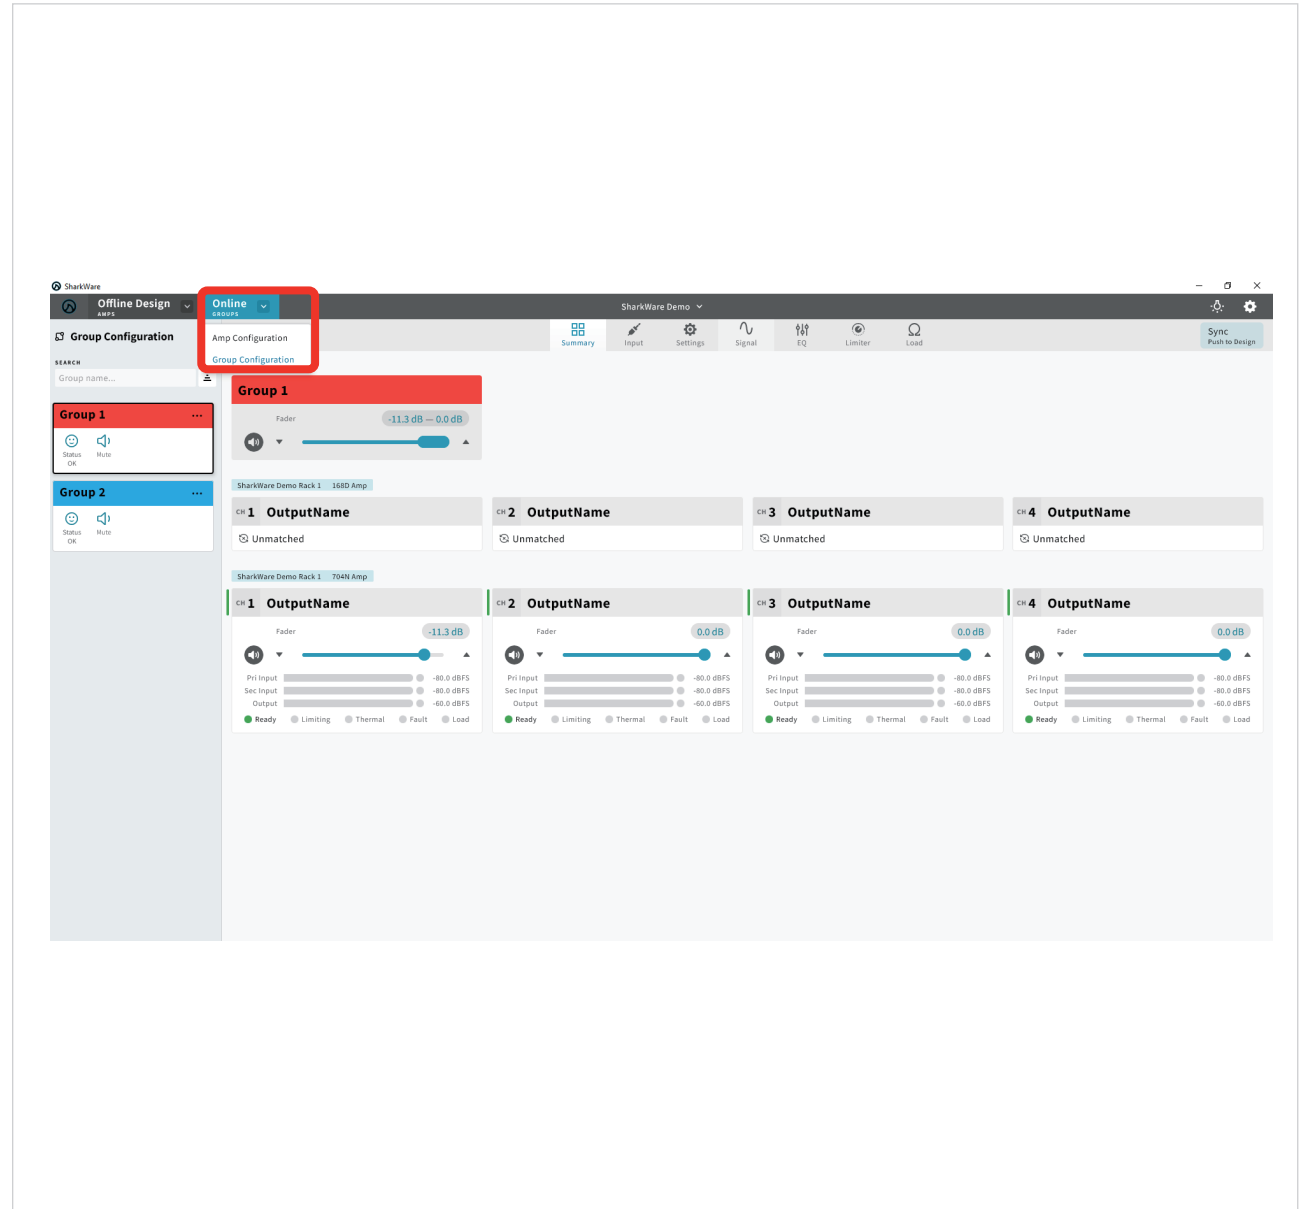 SharkWare
Offline Design
AMPS
Online
GROUPS
SharkWare Demo
Group Configuration
Amp Configuration
Group Configuration
Summary
Input
Settings
Signal
EQ
Limiter
Load
Sync
Push to Design
SEARCH
Group name...
Group 1
Status OK
Mute
Group 2
Status OK
Mute
Group 1
Fader
-11.3 dB — 0.0 dB
SharkWare Demo Rack 1 168D Amp
CH 1 OutputName
CH 2 OutputName
CH 3 OutputName
CH 4 OutputName
Unmatched
Unmatched
Unmatched
Unmatched
SharkWare Demo Rack 1 704N Amp
CH 1 OutputName
Fader
-11.3 dB
Pri Input -80.0 dBFS
Sec Input -80.0 dBFS
Output -60.0 dBFS
Ready Limiting Thermal Fault Load
CH 2 OutputName
Fader
0.0 dB
Pri Input -80.0 dBFS
Sec Input -80.0 dBFS
Output -60.0 dBFS
Ready Limiting Thermal Fault Load
CH 3 OutputName
Fader
0.0 dB
Pri Input -80.0 dBFS
Sec Input -80.0 dBFS
Output -60.0 dBFS
Ready Limiting Thermal Fault Load
CH 4 OutputName
Fader
0.0 dB
Pri Input -80.0 dBFS
Sec Input -80.0 dBFS
Output -60.0 dBFS
Ready Limiting Thermal Fault Load